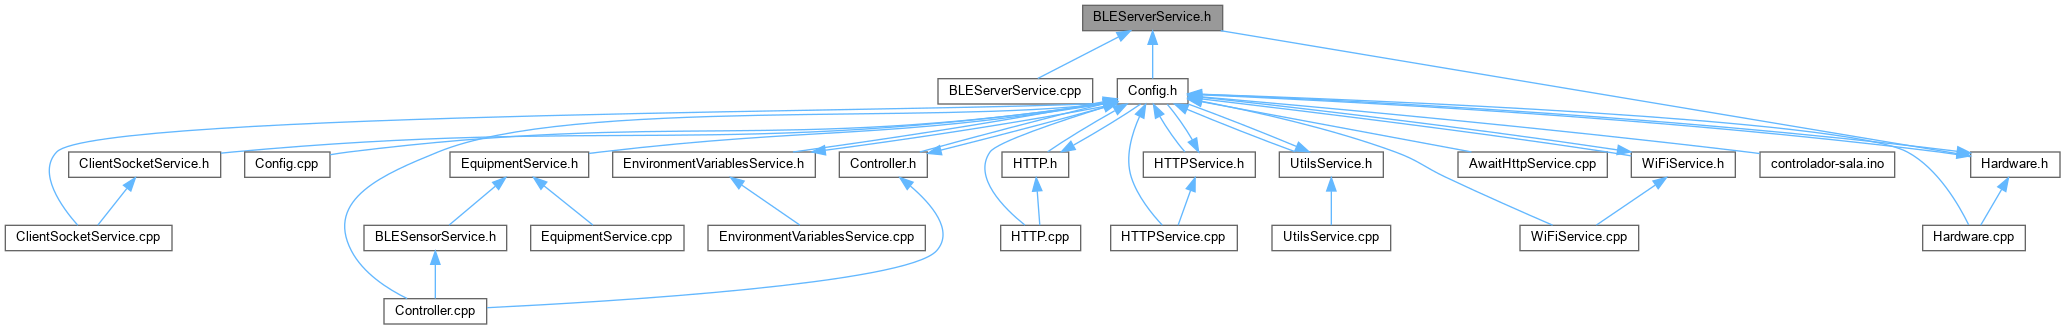 BLEServerService.h
BLEServerService.cpp
Config.h
ClientSocketService.h
Config.cpp
EquipmentService.h
EnvironmentVariablesService.h
Controller.h
HTTP.h
HTTPService.h
UtilsService.h
AwaitHttpService.cpp
WiFiService.h
controlador-sala.ino
Hardware.h
ClientSocketService.cpp
BLESensorService.h
EquipmentService.cpp
EnvironmentVariablesService.cpp
HTTP.cpp
HTTPService.cpp
UtilsService.cpp
WiFiService.cpp
Hardware.cpp
Controller.cpp